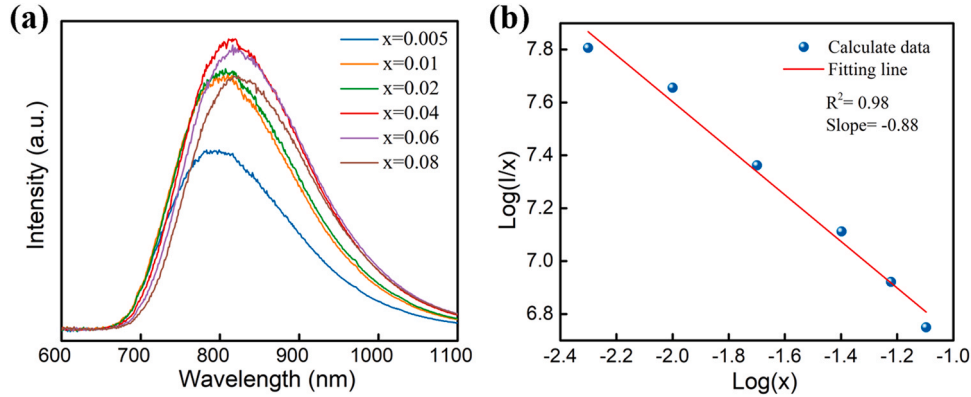 (a)
Intensity (a.u.)
x=0.005
x=0.01
x=0.02
x=0.04
x=0.06
x=0.08
600 700 800 900 1000 1100
Wavelength (nm)
(b)
Log(I/x)
7.8
7.6
7.4
7.2
7.0
6.8
Calculate data
Fitting line
R²= 0.98
Slope= -0.88
-2.4 -2.2 -2.0 -1.8 -1.6 -1.4 -1.2 -1.0
Log(x)